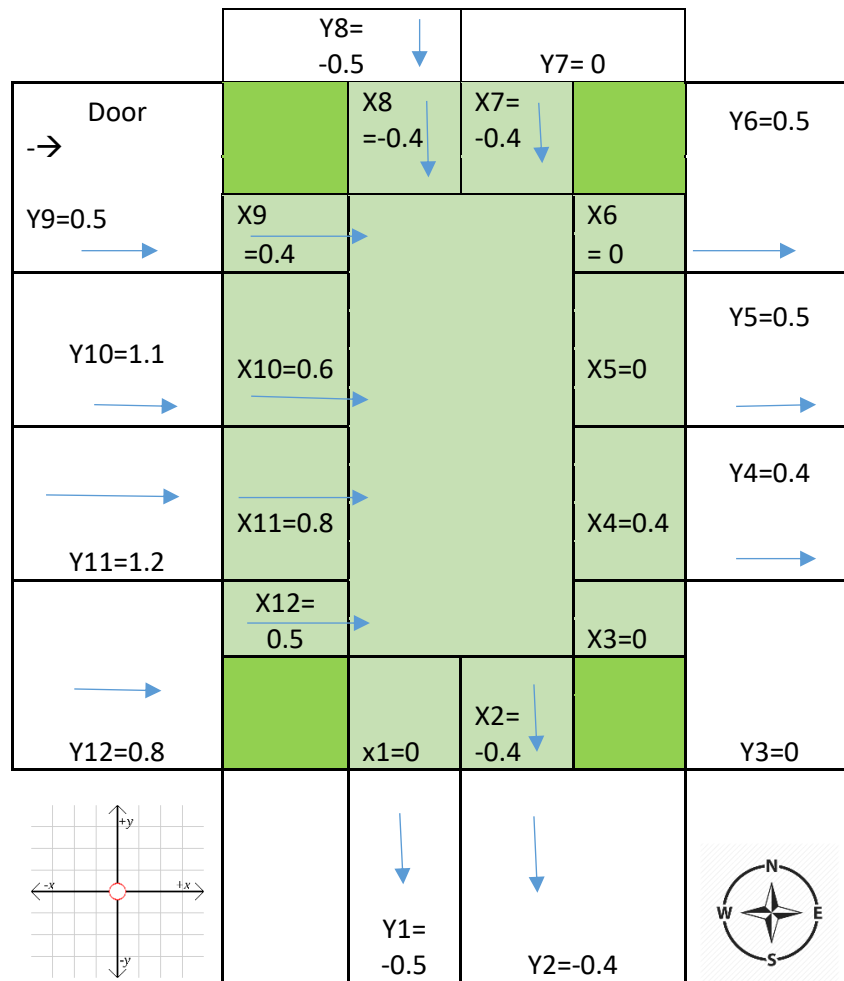 Y8=
-0.5
Y7= 0
Door
-→
X8
=-0.4
X7=
-0.4
Y6=0.5
Y9=0.5
X9
=0.4
X6
= 0
Y10=1.1
X10=0.6
X5=0
Y5=0.5
Y11=1.2
X11=0.8
X4=0.4
Y4=0.4
X12=
0.5
X3=0
Y12=0.8
x1=0
X2=
-0.4
Y3=0
+y
-x
+x
-y
Y1=
-0.5
Y2=-0.4
N
W
E
S